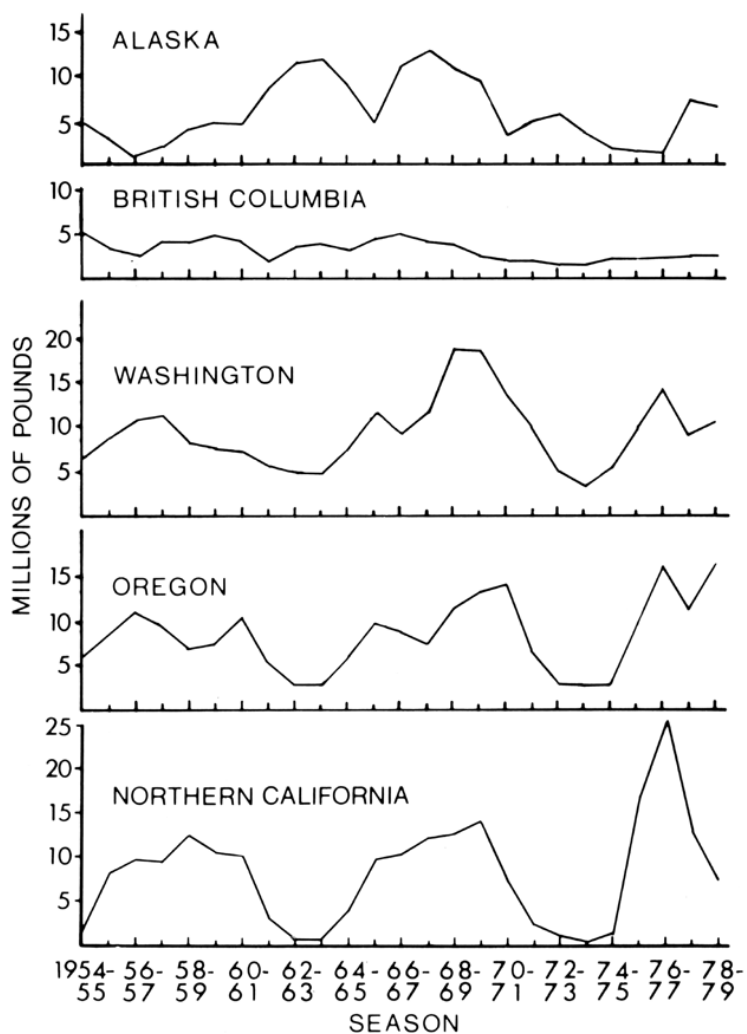 15
ALASKA
10
5
10
BRITISH COLUMBIA
5
20
WASHINGTON
15
10
5
MILLIONS OF POUNDS
15
OREGON
10
5
25
20
NORTHERN CALIFORNIA
15
10
5
1954- 56- 58- 60- 62- 64- 66- 68- 70- 72- 74- 76- 78-
55 57 59 61 63 65 67 69 71 73 75 77 79
SEASON